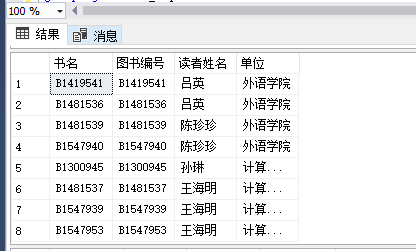 100 %
结果 消息
书名 图书编号 读者姓名 单位
1 B1419541 B1419541 吕英 外语学院
2 B1481536 B1481536 吕英 外语学院
3 B1481539 B1481539 陈珍珍 外语学院
4 B1547940 B1547940 陈珍珍 外语学院
5 B1300945 B1300945 孙琳 计算...
6 B1481537 B1481537 王海明 计算...
7 B1547939 B1547939 王海明 计算...
8 B1547953 B1547953 王海明 计算...